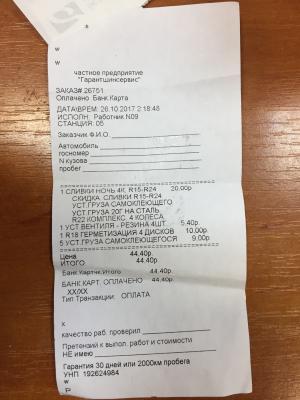 w
w
частное предприятие
"Гарантшинсервис"
ЗАКАЗ# 26751
Оплачено Банк.Карта
ДАТА\ВРЕМ: 26.10.2017 2:18:48
ИСПОЛН: Работник N09
СТАНЦИЯ: 05
Заказчик Ф.И.О.
Автомобиль
госномер
N кузова
пробег
1 СЛИВКИ НОЧЬ 4К. R15-R24 20,00р
СКИДКА. СЛИВКИ R15-R24
УСТ.ГРУЗА САМОКЛЕЮЩЕГО
УСТ.ГРУЗА 20Г НА СТАЛЬ
R22 КОМПЛЕКС. 4 КОЛЕСА
1 УСТ.ВЕНТИЛЯ - РЕЗИНА 4ШТ. 5,40р.
1 R18 ГЕРМЕТИЗАЦИЯ 4 ДИСКОВ 10,00р
5 УСТ.ГРУЗА САМОКЛЕЮЩЕГОСЯ 9,00р
Цена 44.40р
ИТОГО 44.40р
Банк.Карт.ИТОГО 44.40р
БАНК.КАРТ. ОПЛАЧЕНО 44.40р
XX/XX
Тип Транзакции: ОПЛАТА
x
качество раб. проверил
Претензий к выпол. работ и стоимости
НЕ имею
Гарантия 30 дней или 2000км пробега
УНП 192624984
w